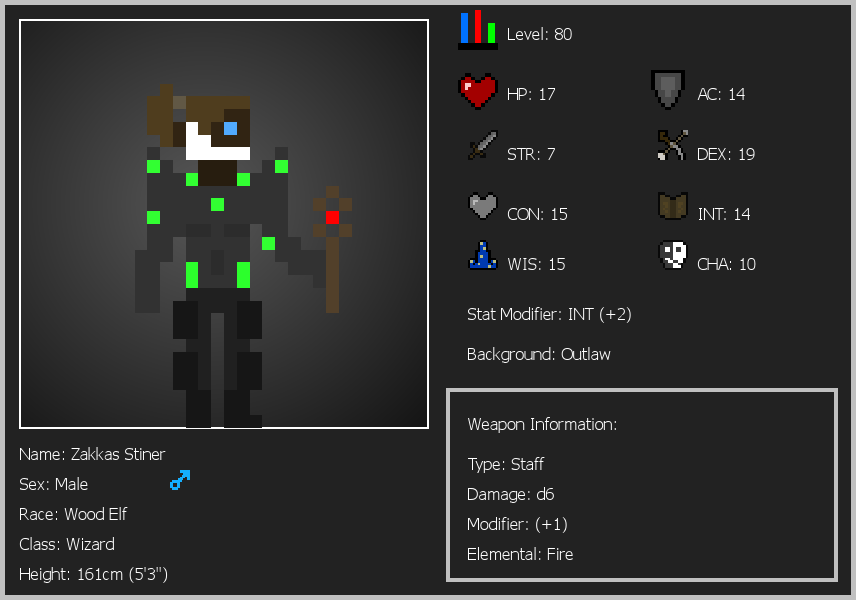 Level: 80
HP: 17
AC: 14
STR: 7
DEX: 19
CON: 15
INT: 14
WIS: 15
CHA: 10
Stat Modifier: INT (+2)
Background: Outlaw
Weapon Information:
Type: Staff
Damage: d6
Modifier: (+1)
Elemental: Fire
Name: Zakkas Stiner
Sex: Male
Race: Wood Elf
Class: Wizard
Height: 161cm (5'3")